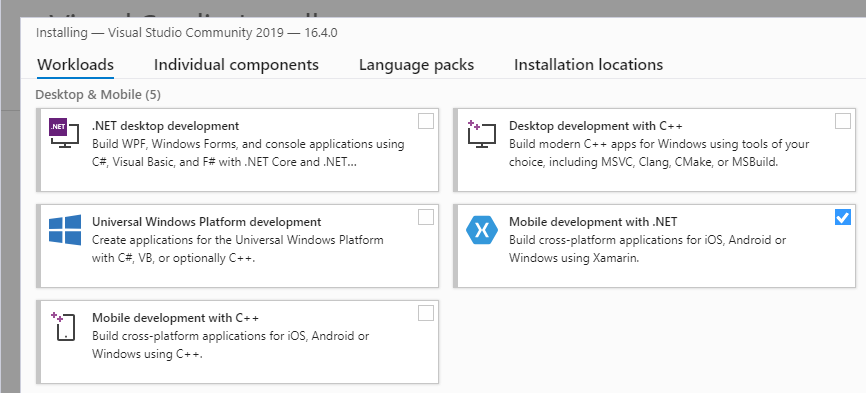 Installing — Visual Studio Community 2019 — 16.4.0
Workloads Individual components Language packs Installation locations
Desktop & Mobile (5)
.NET
.NET desktop development
Build WPF, Windows Forms, and console applications using
C#, Visual Basic, and F# with .NET Core and .NET...
Desktop development with C++
Build modern C++ apps for Windows using tools of your
choice, including MSVC, Clang, CMake, or MSBuild.
Universal Windows Platform development
Create applications for the Universal Windows Platform
with C#, VB, or optionally C++.
Mobile development with .NET
Build cross-platform applications for iOS, Android or
Windows using Xamarin.
Mobile development with C++
Build cross-platform applications for iOS, Android or
Windows using C++.